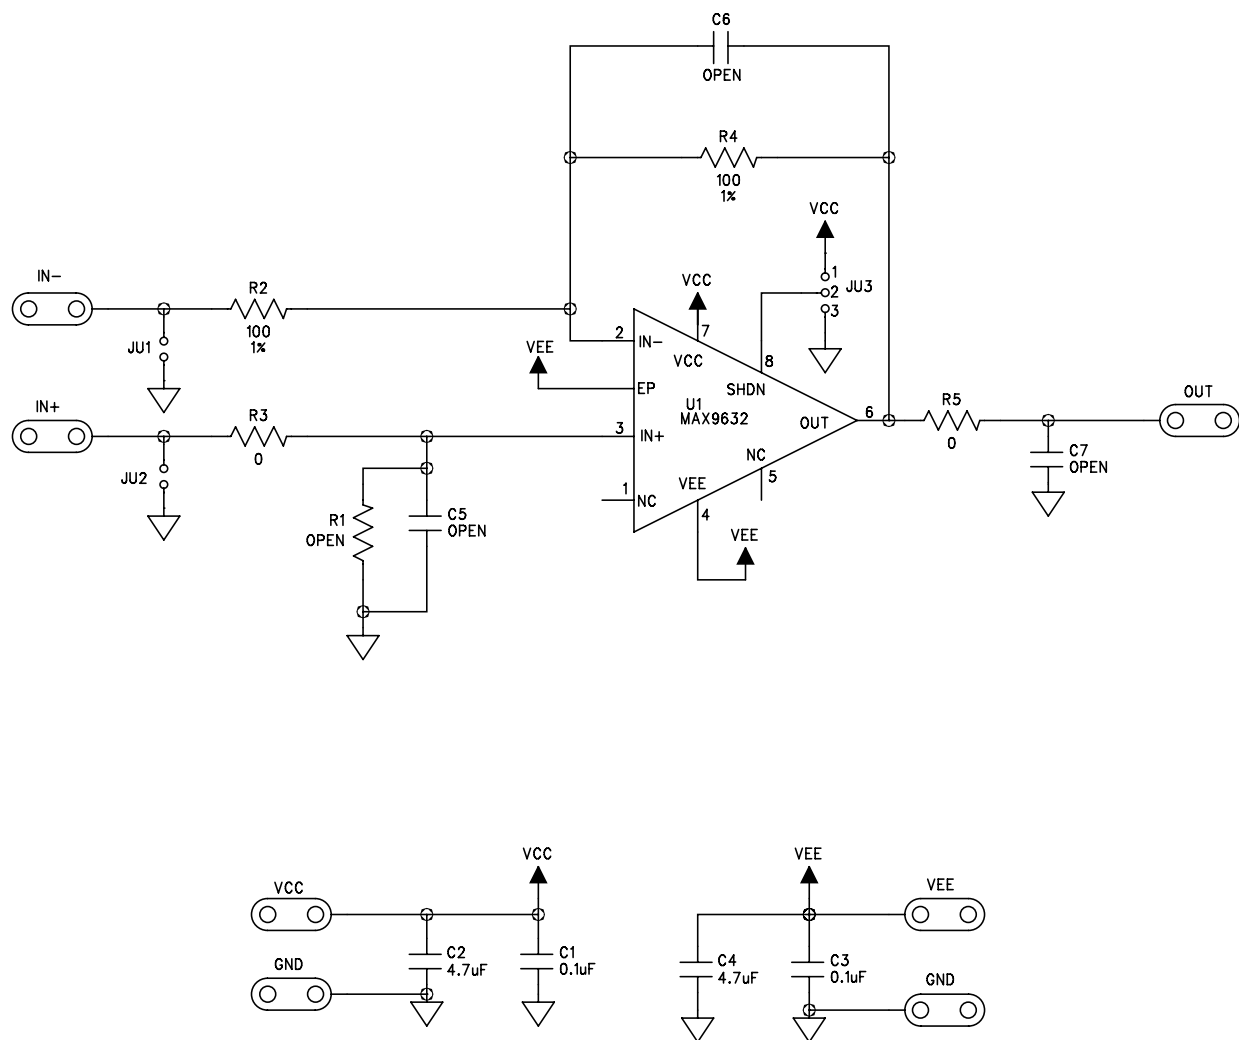 C6
OPEN
R4
100
1%
VCC
1
2
3
JU3
IN-
R2
100
1%
JU1
VCC
7
VCC
2
IN-
VEE
EP
8
SHDN
U1
MAX9632
OUT
6
R5
0
OUT
IN+
R3
0
3
IN+
JU2
NC
5
C7
OPEN
1
NC
VEE
4
VEE
R1
OPEN
C5
OPEN
VCC
VCC
C2
4.7uF
C1
0.1uF
GND
VEE
VEE
C4
4.7uF
C3
0.1uF
GND